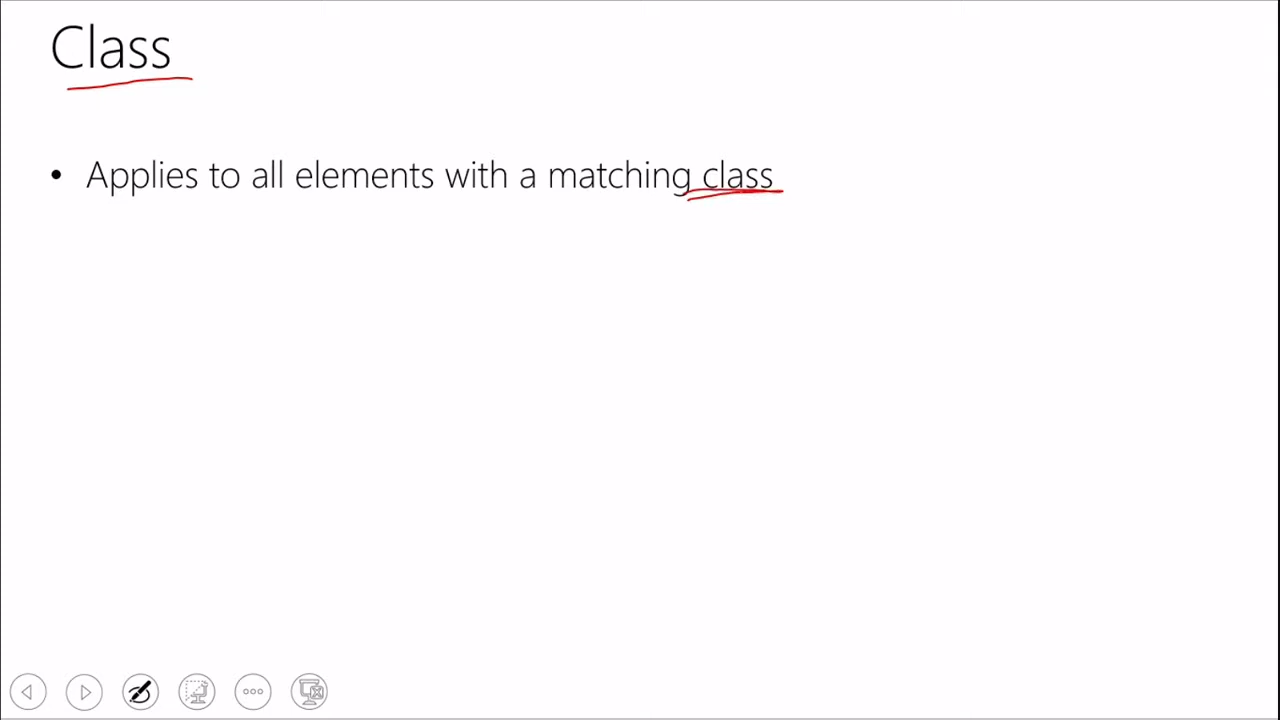 Class
• Applies to all elements with a matching class